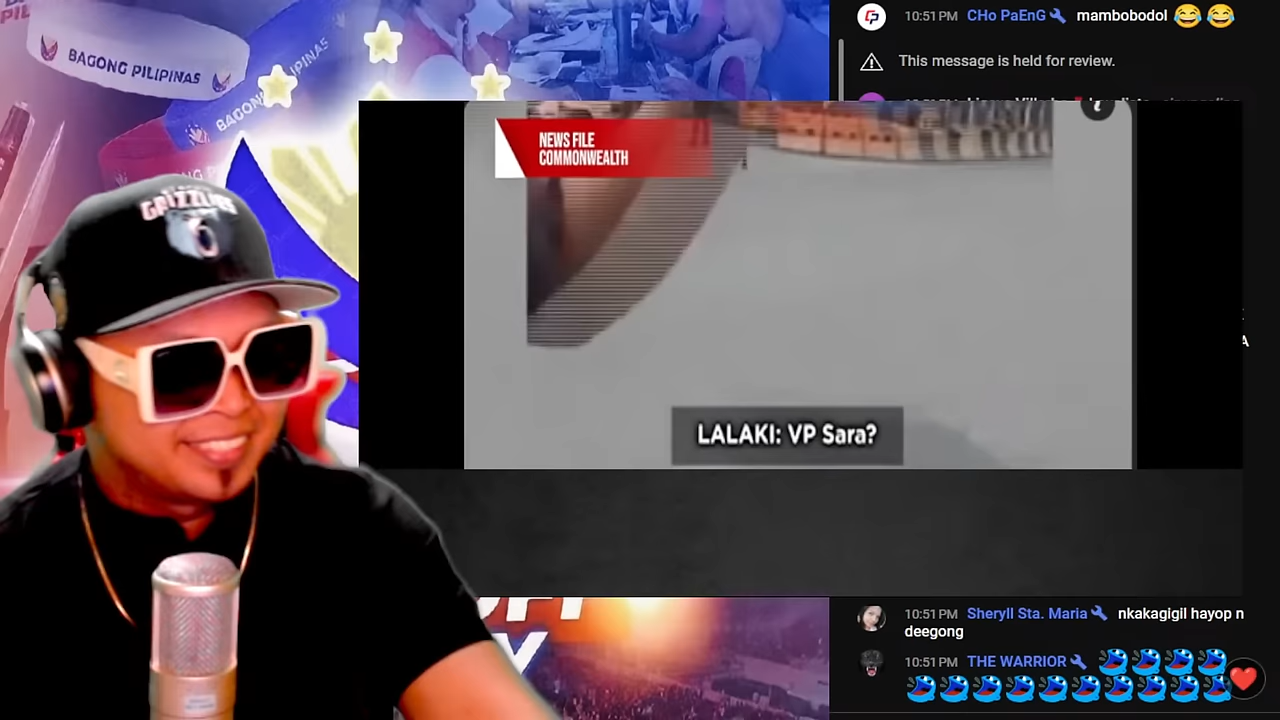 BAGONG PILIPINAS
BAGONG
PILIPINAS
GRIZZLIES
NEWS FILE
COMMONWEALTH
LALAKI: VP Sara?
10:51 PM CHo PaEnG mambobodol 😂 😂
This message is held for review.
10:51 PM Sheryll Sta. Maria nkakagigil hayop n
deegong
10:51 PM THE WARRIOR